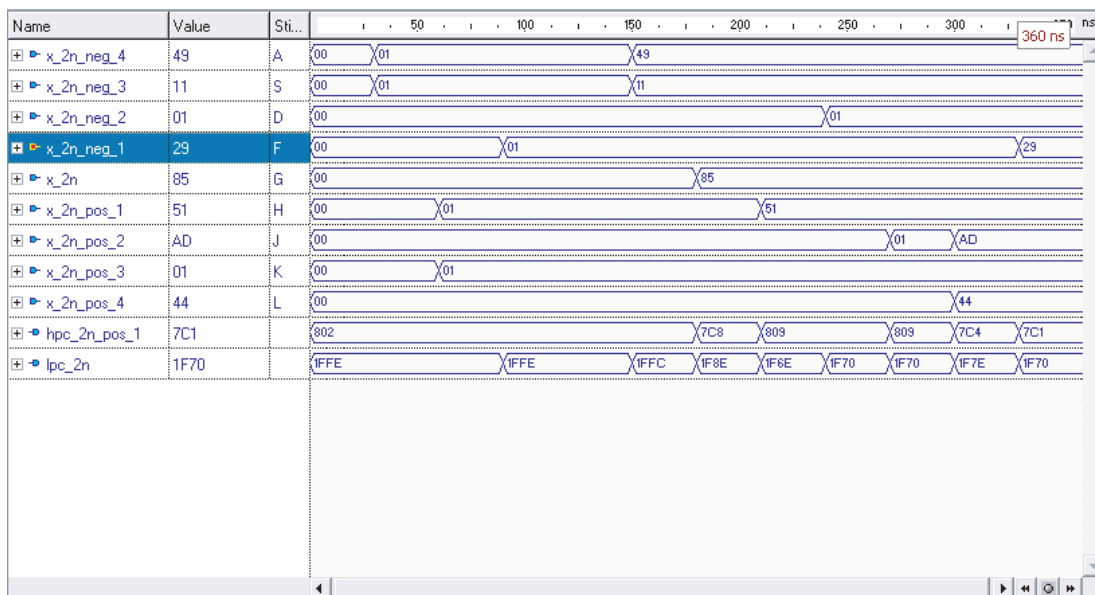 Name Value Sti... 50 100 150 200 250 300 ns
360 ns
x_2n_neg_4 49 A 00 01 49
x_2n_neg_3 11 S 00 01 11
x_2n_neg_2 01 D 00 01
x_2n_neg_1 29 F 00 01 29
x_2n 85 G 00 85
x_2n_pos_1 51 H 00 01 51
x_2n_pos_2 AD J 00 01 AD
x_2n_pos_3 01 K 00 01
x_2n_pos_4 44 L 00 44
hpc_2n_pos_1 7C1 802 7C8 809 809 7C4 7C1
lpc_2n 1F70 1FFE 1FFE 1FFC 1F8E 1F6E 1F70 1F70 1F7E 1F70